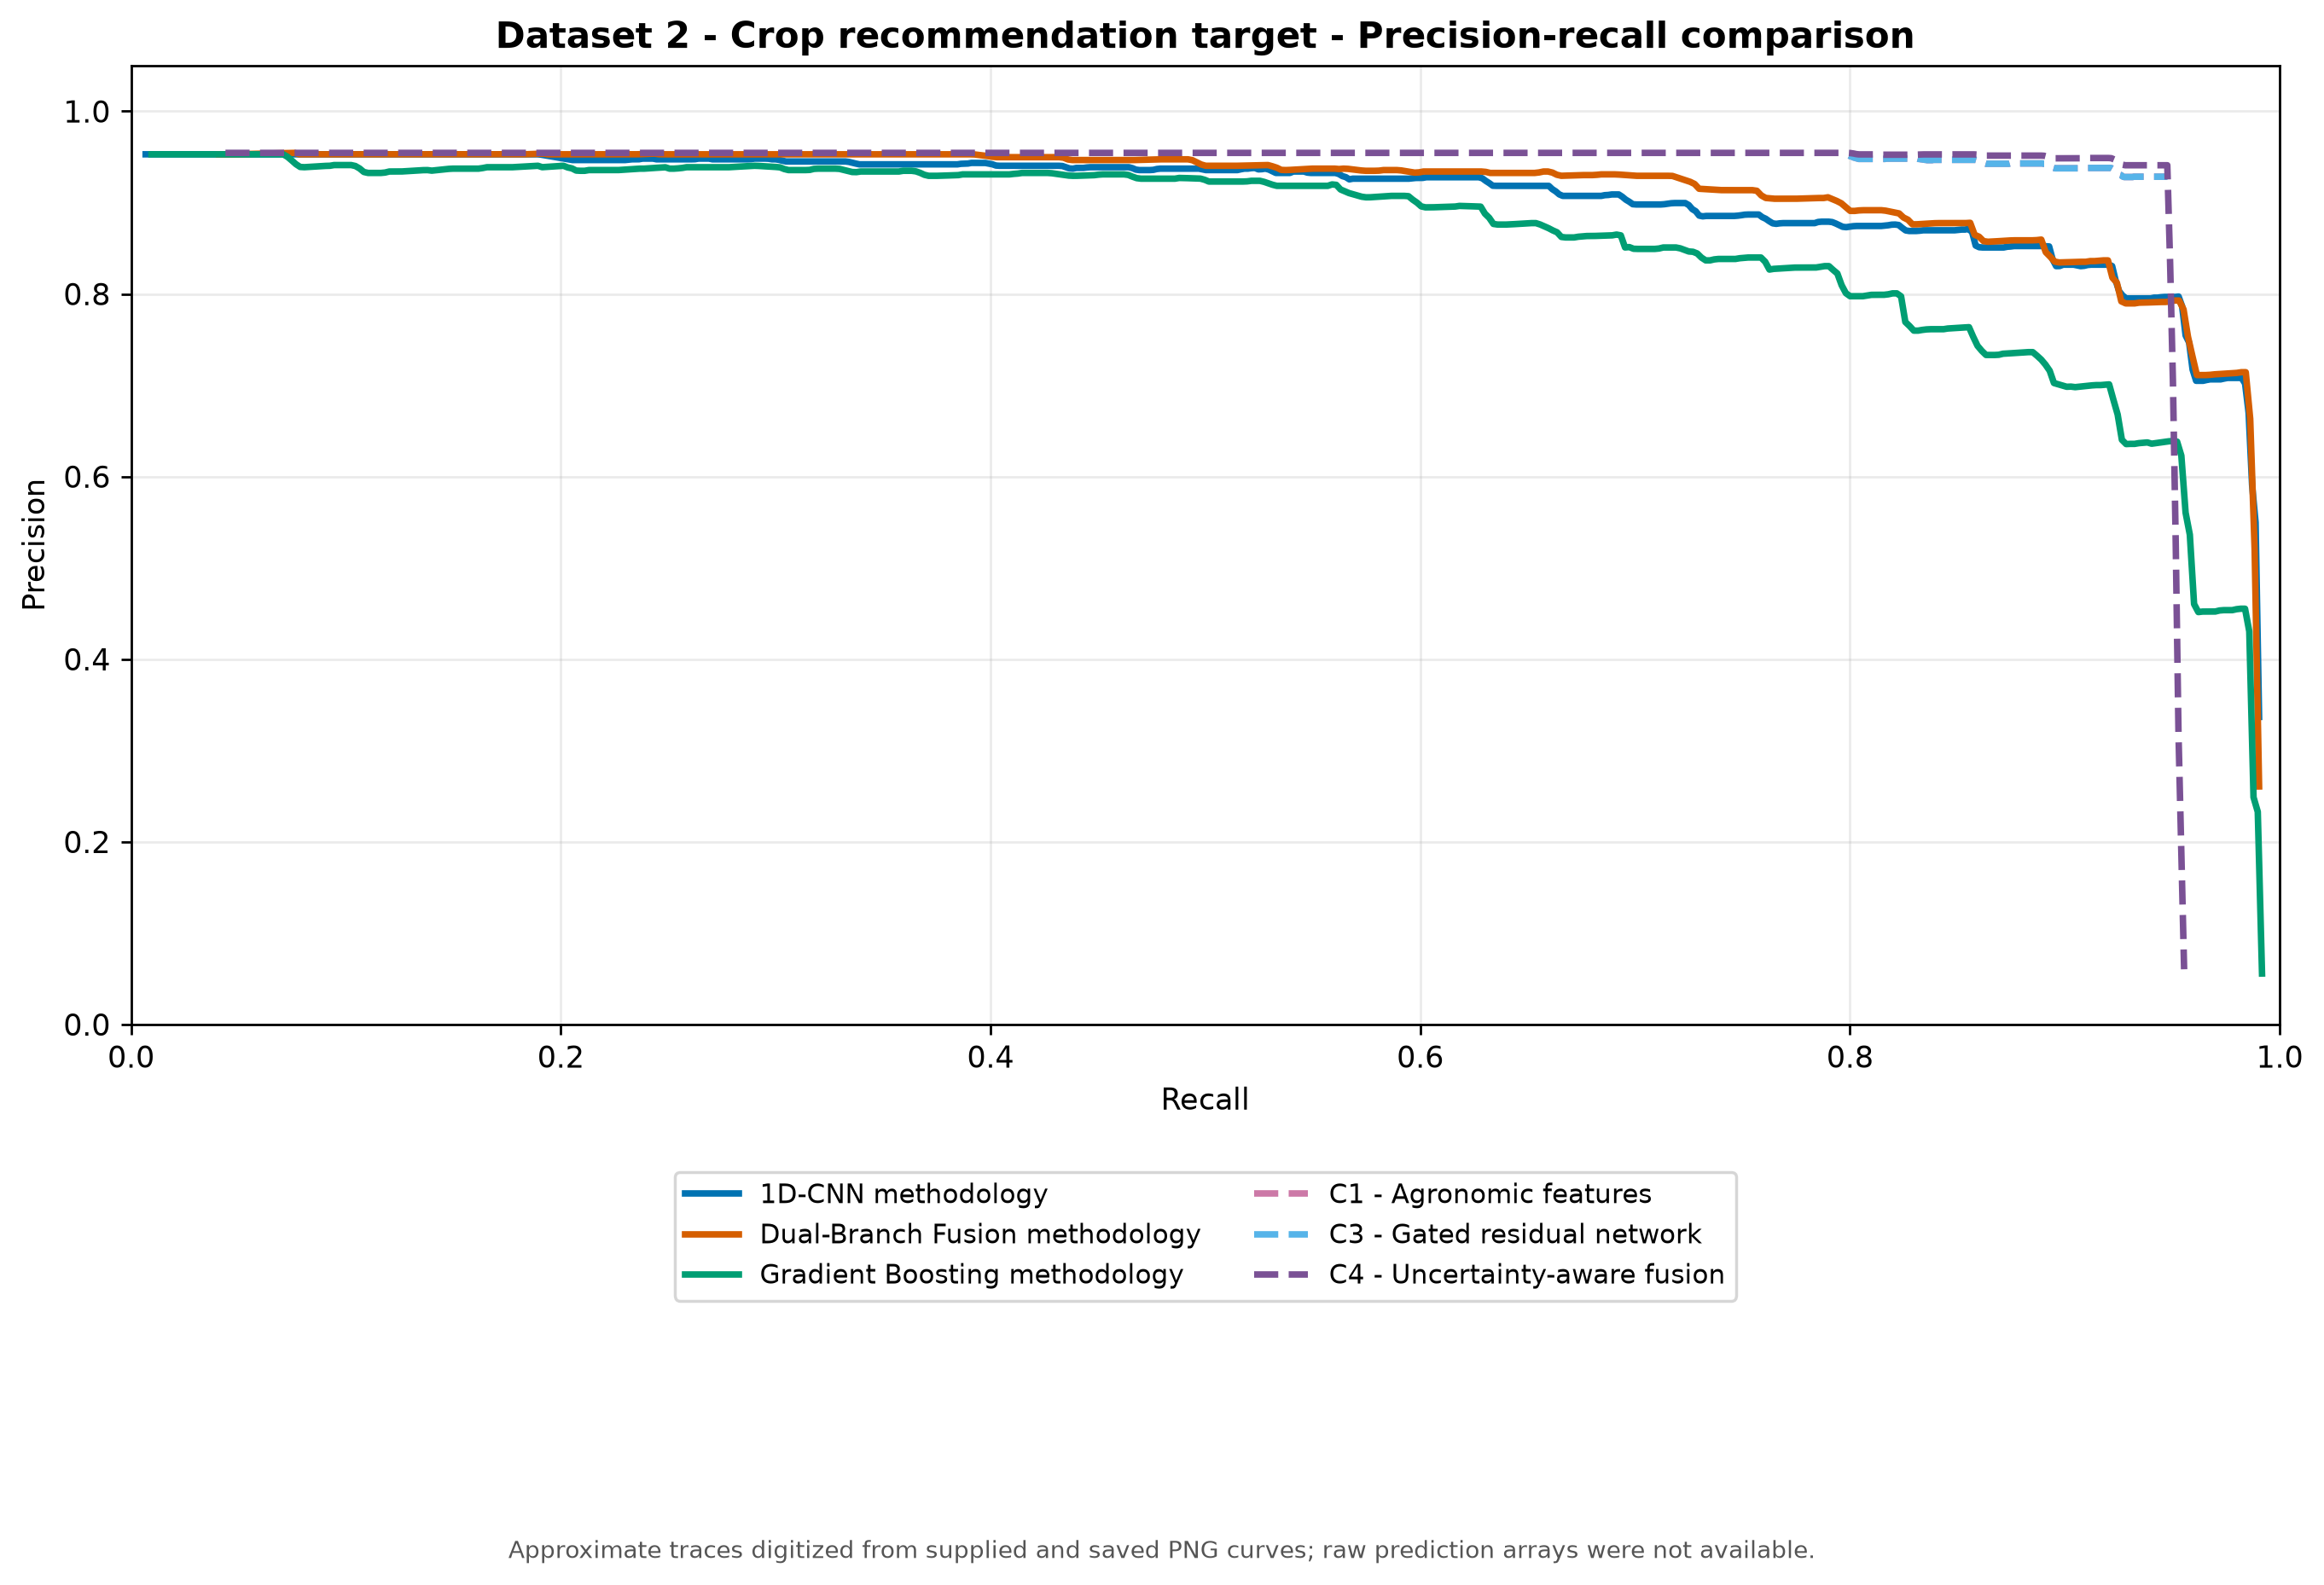 Dataset 2 - Crop recommendation target - Precision-recall comparison
Precision
1.0
0.8
0.6
0.4
0.2
0.0
0.0 0.2 0.4 0.6 0.8 1.0
Recall
1D-CNN methodology
Dual-Branch Fusion methodology
Gradient Boosting methodology
C1 - Agronomic features
C3 - Gated residual network
C4 - Uncertainty-aware fusion
Approximate traces digitized from supplied and saved PNG curves; raw prediction arrays were not available.